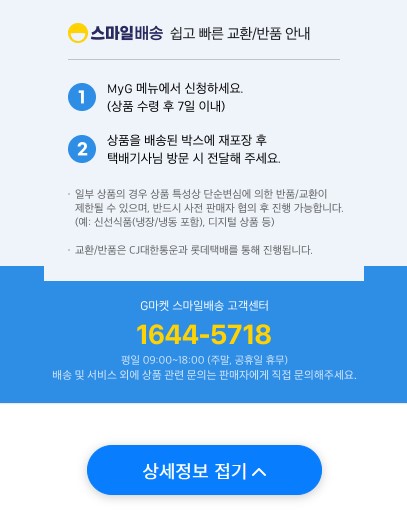 스마일배송 쉽고 빠른 교환/반품 안내
1 MyG 메뉴에서 신청하세요.
(상품 수령 후 7일 이내)
2 상품을 배송된 박스에 재포장 후
택배기사님 방문 시 전달해 주세요.
· 일부 상품의 경우 상품 특성상 단순변심에 의한 반품/교환이
제한될 수 있으며, 반드시 사전 판매자 협의 후 진행 가능합니다.
(예: 신선식품(냉장/냉동 포함), 디지털 상품 등)
· 교환/반품은 CJ대한통운과 롯데택배를 통해 진행됩니다.
G마켓 스마일배송 고객센터
1644-5718
평일 09:00~18:00 (주말, 공휴일 휴무)
배송 및 서비스 외에 상품 관련 문의는 판매자에게 직접 문의해주세요.
상세정보 접기